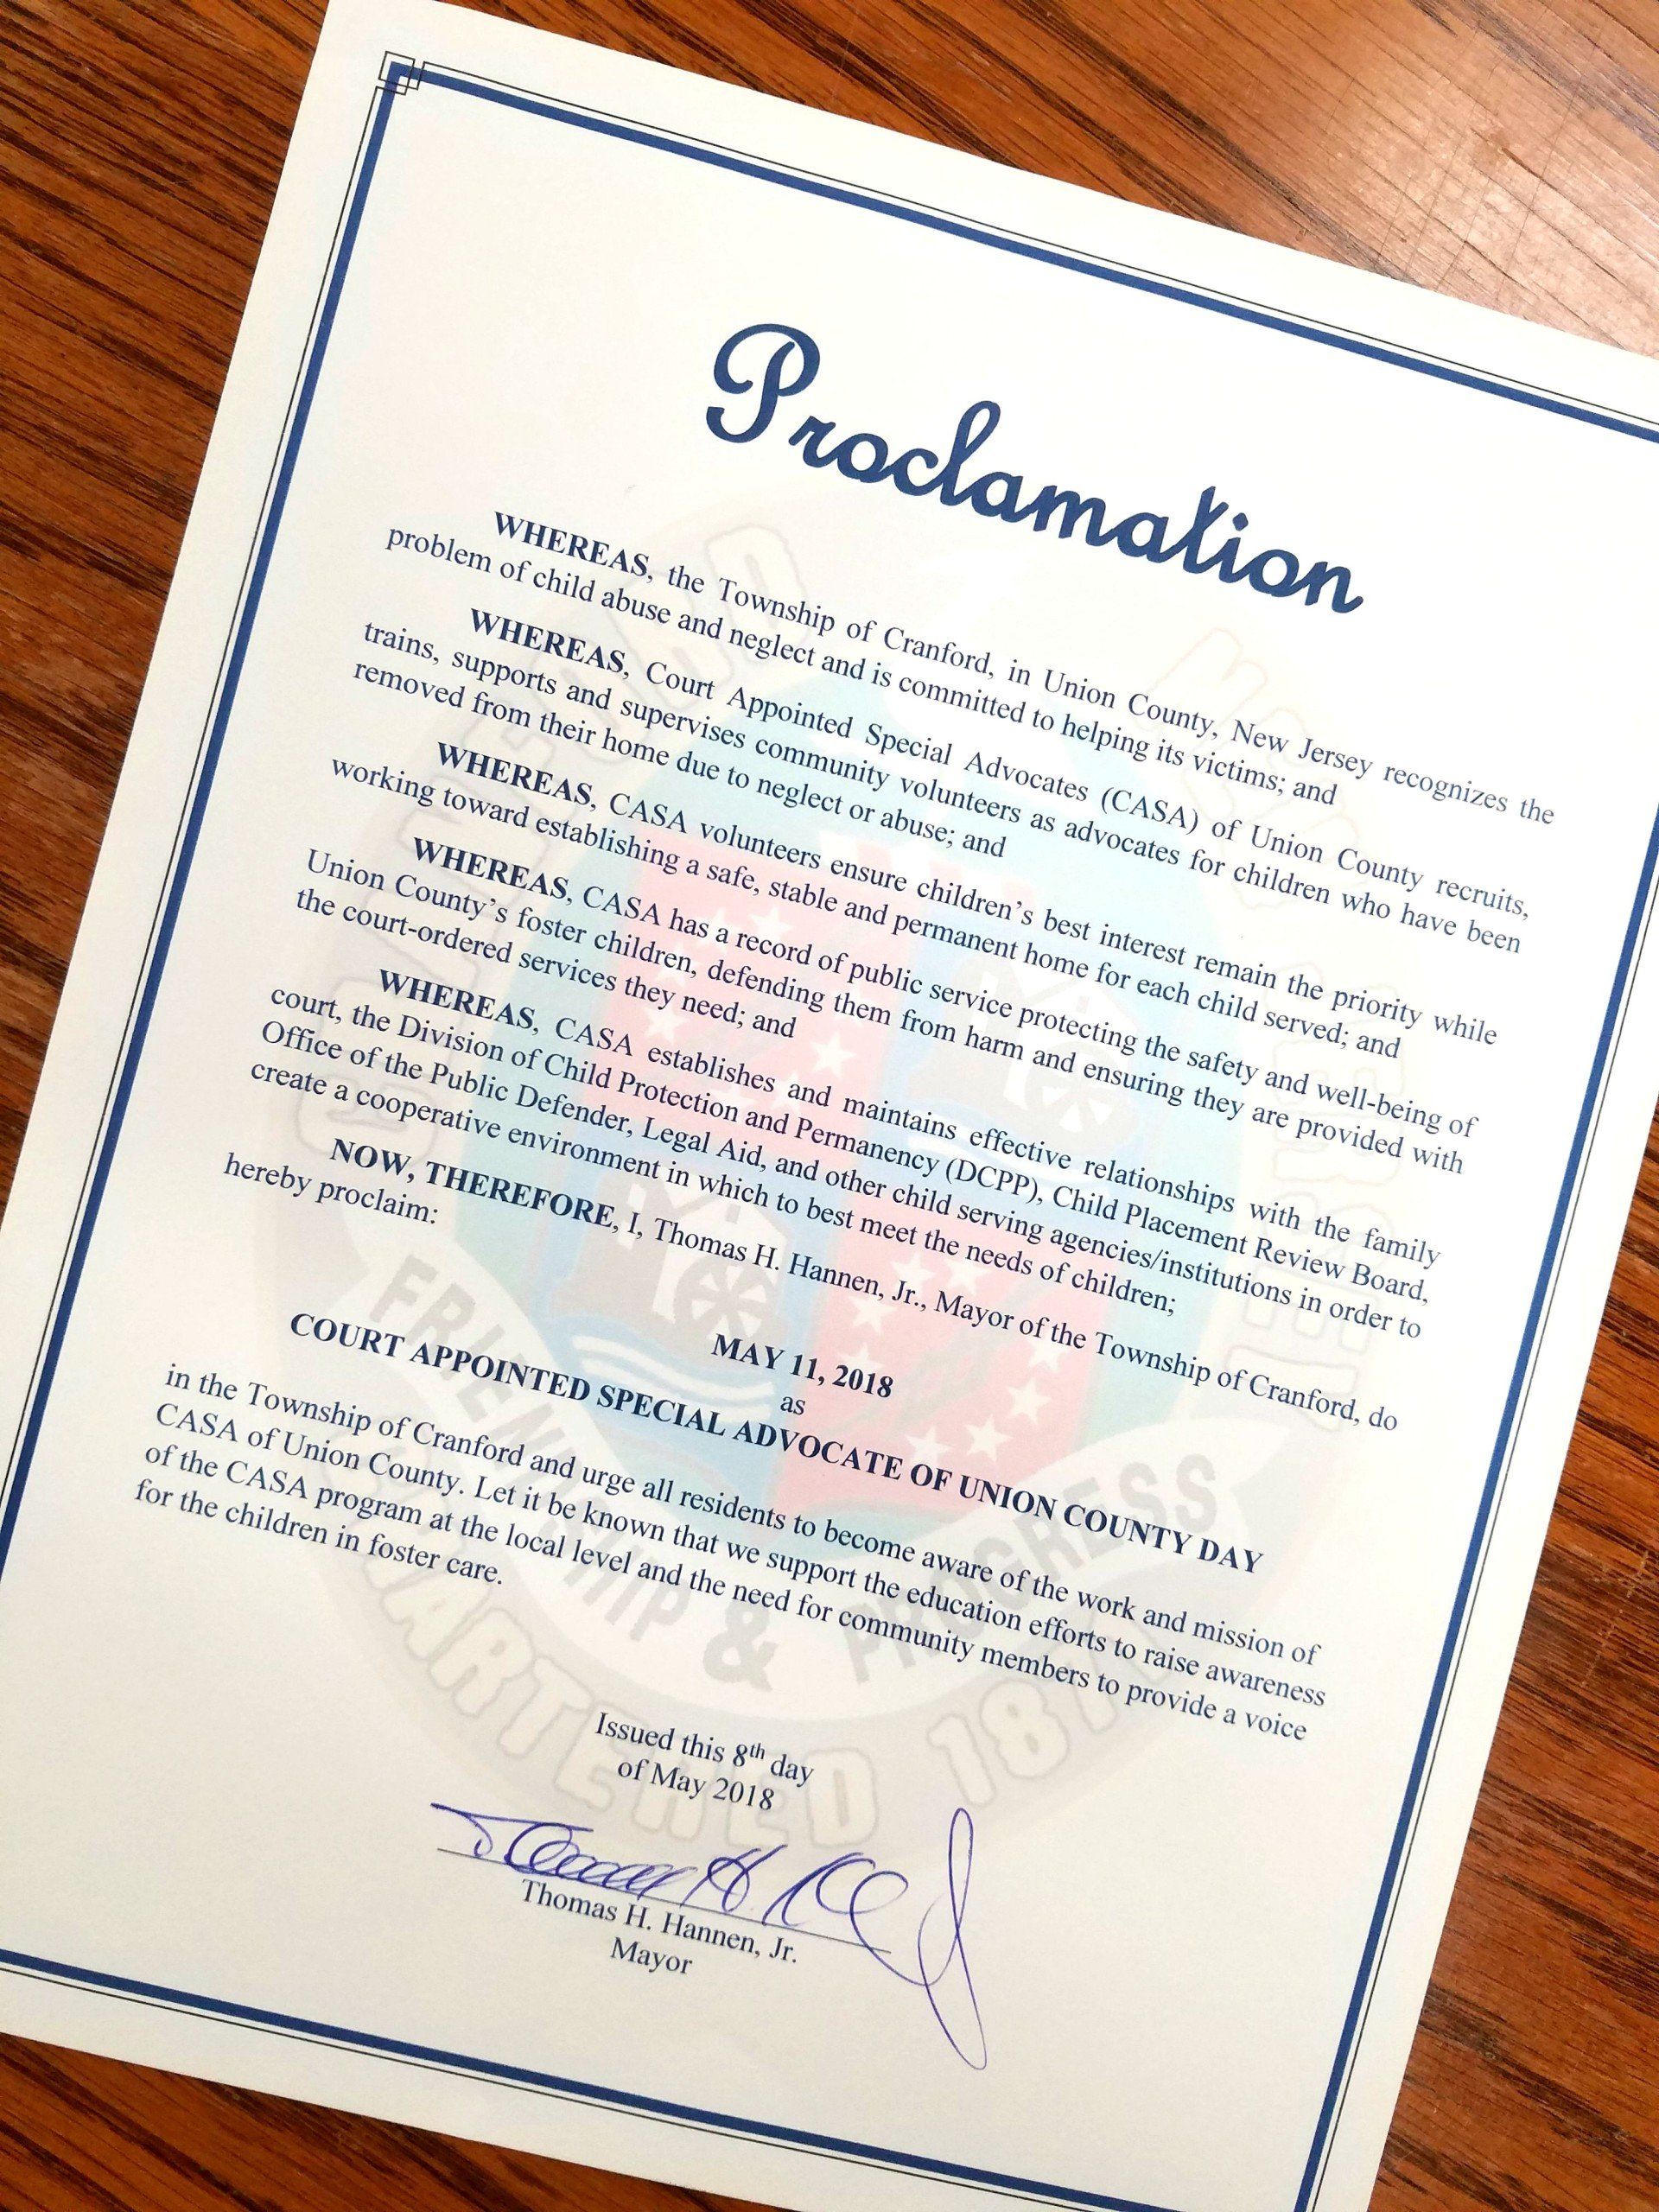 Proclamation
WHEREAS, the Township of Cranford, in Union County, New Jersey recognizes the
problem of child abuse and neglect and is committed to helping its victims; and
WHEREAS, Court Appointed Special Advocates (CASA) of Union County recruits,
trains, supports and supervises community volunteers as advocates for children who have been
removed from their home due to neglect or abuse; and
WHEREAS, CASA volunteers ensure children's best interest remain the priority while
working toward establishing a safe, stable and permanent home for each child served; and
WHEREAS, CASA has a record of public service protecting the safety and well-being of
Union County's foster children, defending them from harm and ensuring they are provided with
the court-ordered services they need; and
WHEREAS, CASA establishes and maintains effective relationships with the family
court, the Division of Child Protection and Permanency (DCPP), Child Placement Review Board,
Office of the Public Defender, Legal Aid, and other child serving agencies/institutions in order to
create a cooperative environment in which to best meet the needs of children;
NOW, THEREFORE, I, Thomas H. Hannen, Jr., Mayor of the Township of Cranford, do
hereby proclaim:
MAY 11, 2018
as
COURT APPOINTED SPECIAL ADVOCATE OF UNION COUNTY DAY
in the Township of Cranford and urge all residents to become aware of the work and mission of
CASA of Union County. Let it be known that we support the education efforts to raise awareness
of the CASA program at the local level and the need for community members to provide a voice
for the children in foster care.
Issued this 8th day
of May 2018
Thomas H. Hannen, Jr.
Mayor
FRIENDSHIP & PROGRESS